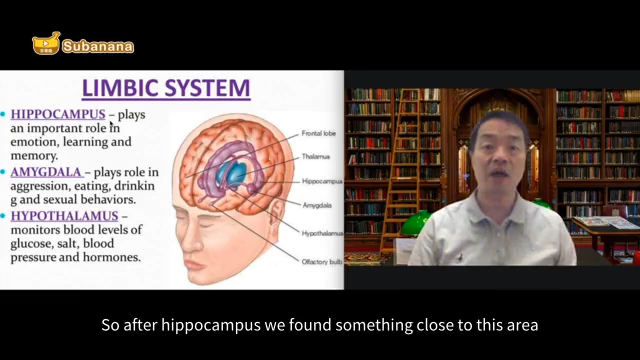 Subanana
LIMBIC SYSTEM
• HIPPOCAMPUS – plays
an important role in
emotion, learning and
memory.
• AMYGDALA – plays role in
aggression, eating, drinkin
g and sexual behaviors.
• HYPOTHALAMUS –
monitors blood levels of
glucose, salt, blood
pressure and hormones.
Frontal lobe
Thalamus
Hippocampus
Amygdala
Hypothalamus
Olfactory bulb
So after hippocampus we found something close to this area